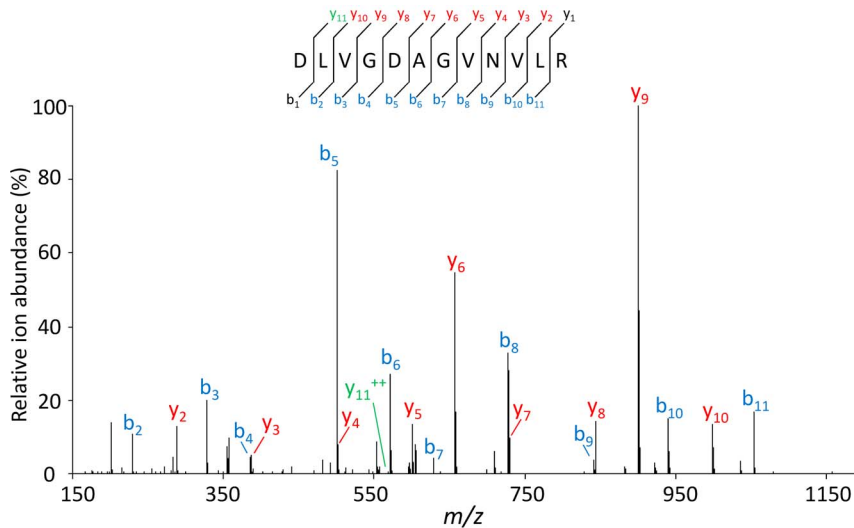 y₁₁ y₁₀ y₉ y₈ y₇ y₆ y₅ y₄ y₃ y₂ y₁
D L V G D A G V N V L R
b₁ b₂ b₃ b₄ b₅ b₆ b₇ b₈ b₉ b₁₀ b₁₁
Relative ion abundance (%)
100
80
60
40
20
0
b₂
y₂
b₃
b₄
y₃
b₅
y₄
y₁₁⁺⁺
b₆
y₅
b₇
y₆
b₈
y₇
b₉
y₈
y₉
b₁₀
y₁₀
b₁₁
150 350 550 750 950 1150
m/z